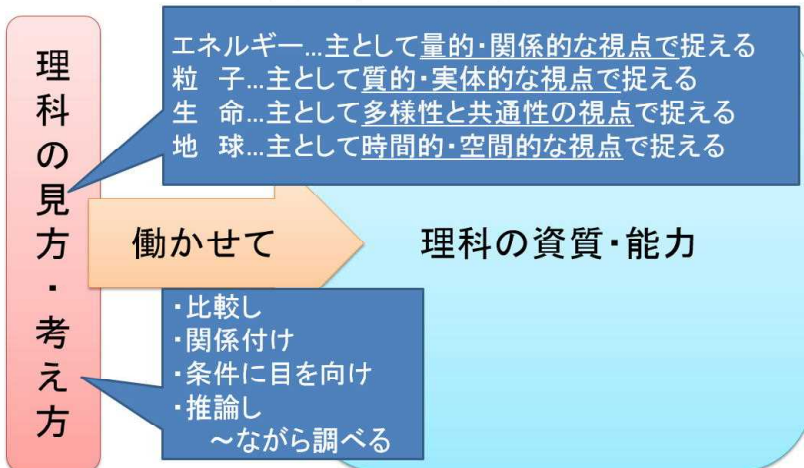 理科の見方・考え方
エネルギー…主として量的・関係的な視点で捉える
粒　子…主として質的・実体的な視点で捉える
生　命…主として多様性と共通性の視点で捉える
地　球…主として時間的・空間的な視点で捉える
働かせて
理科の資質・能力
・比較し
・関係付け
・条件に目を向け
・推論し
～ながら調べる